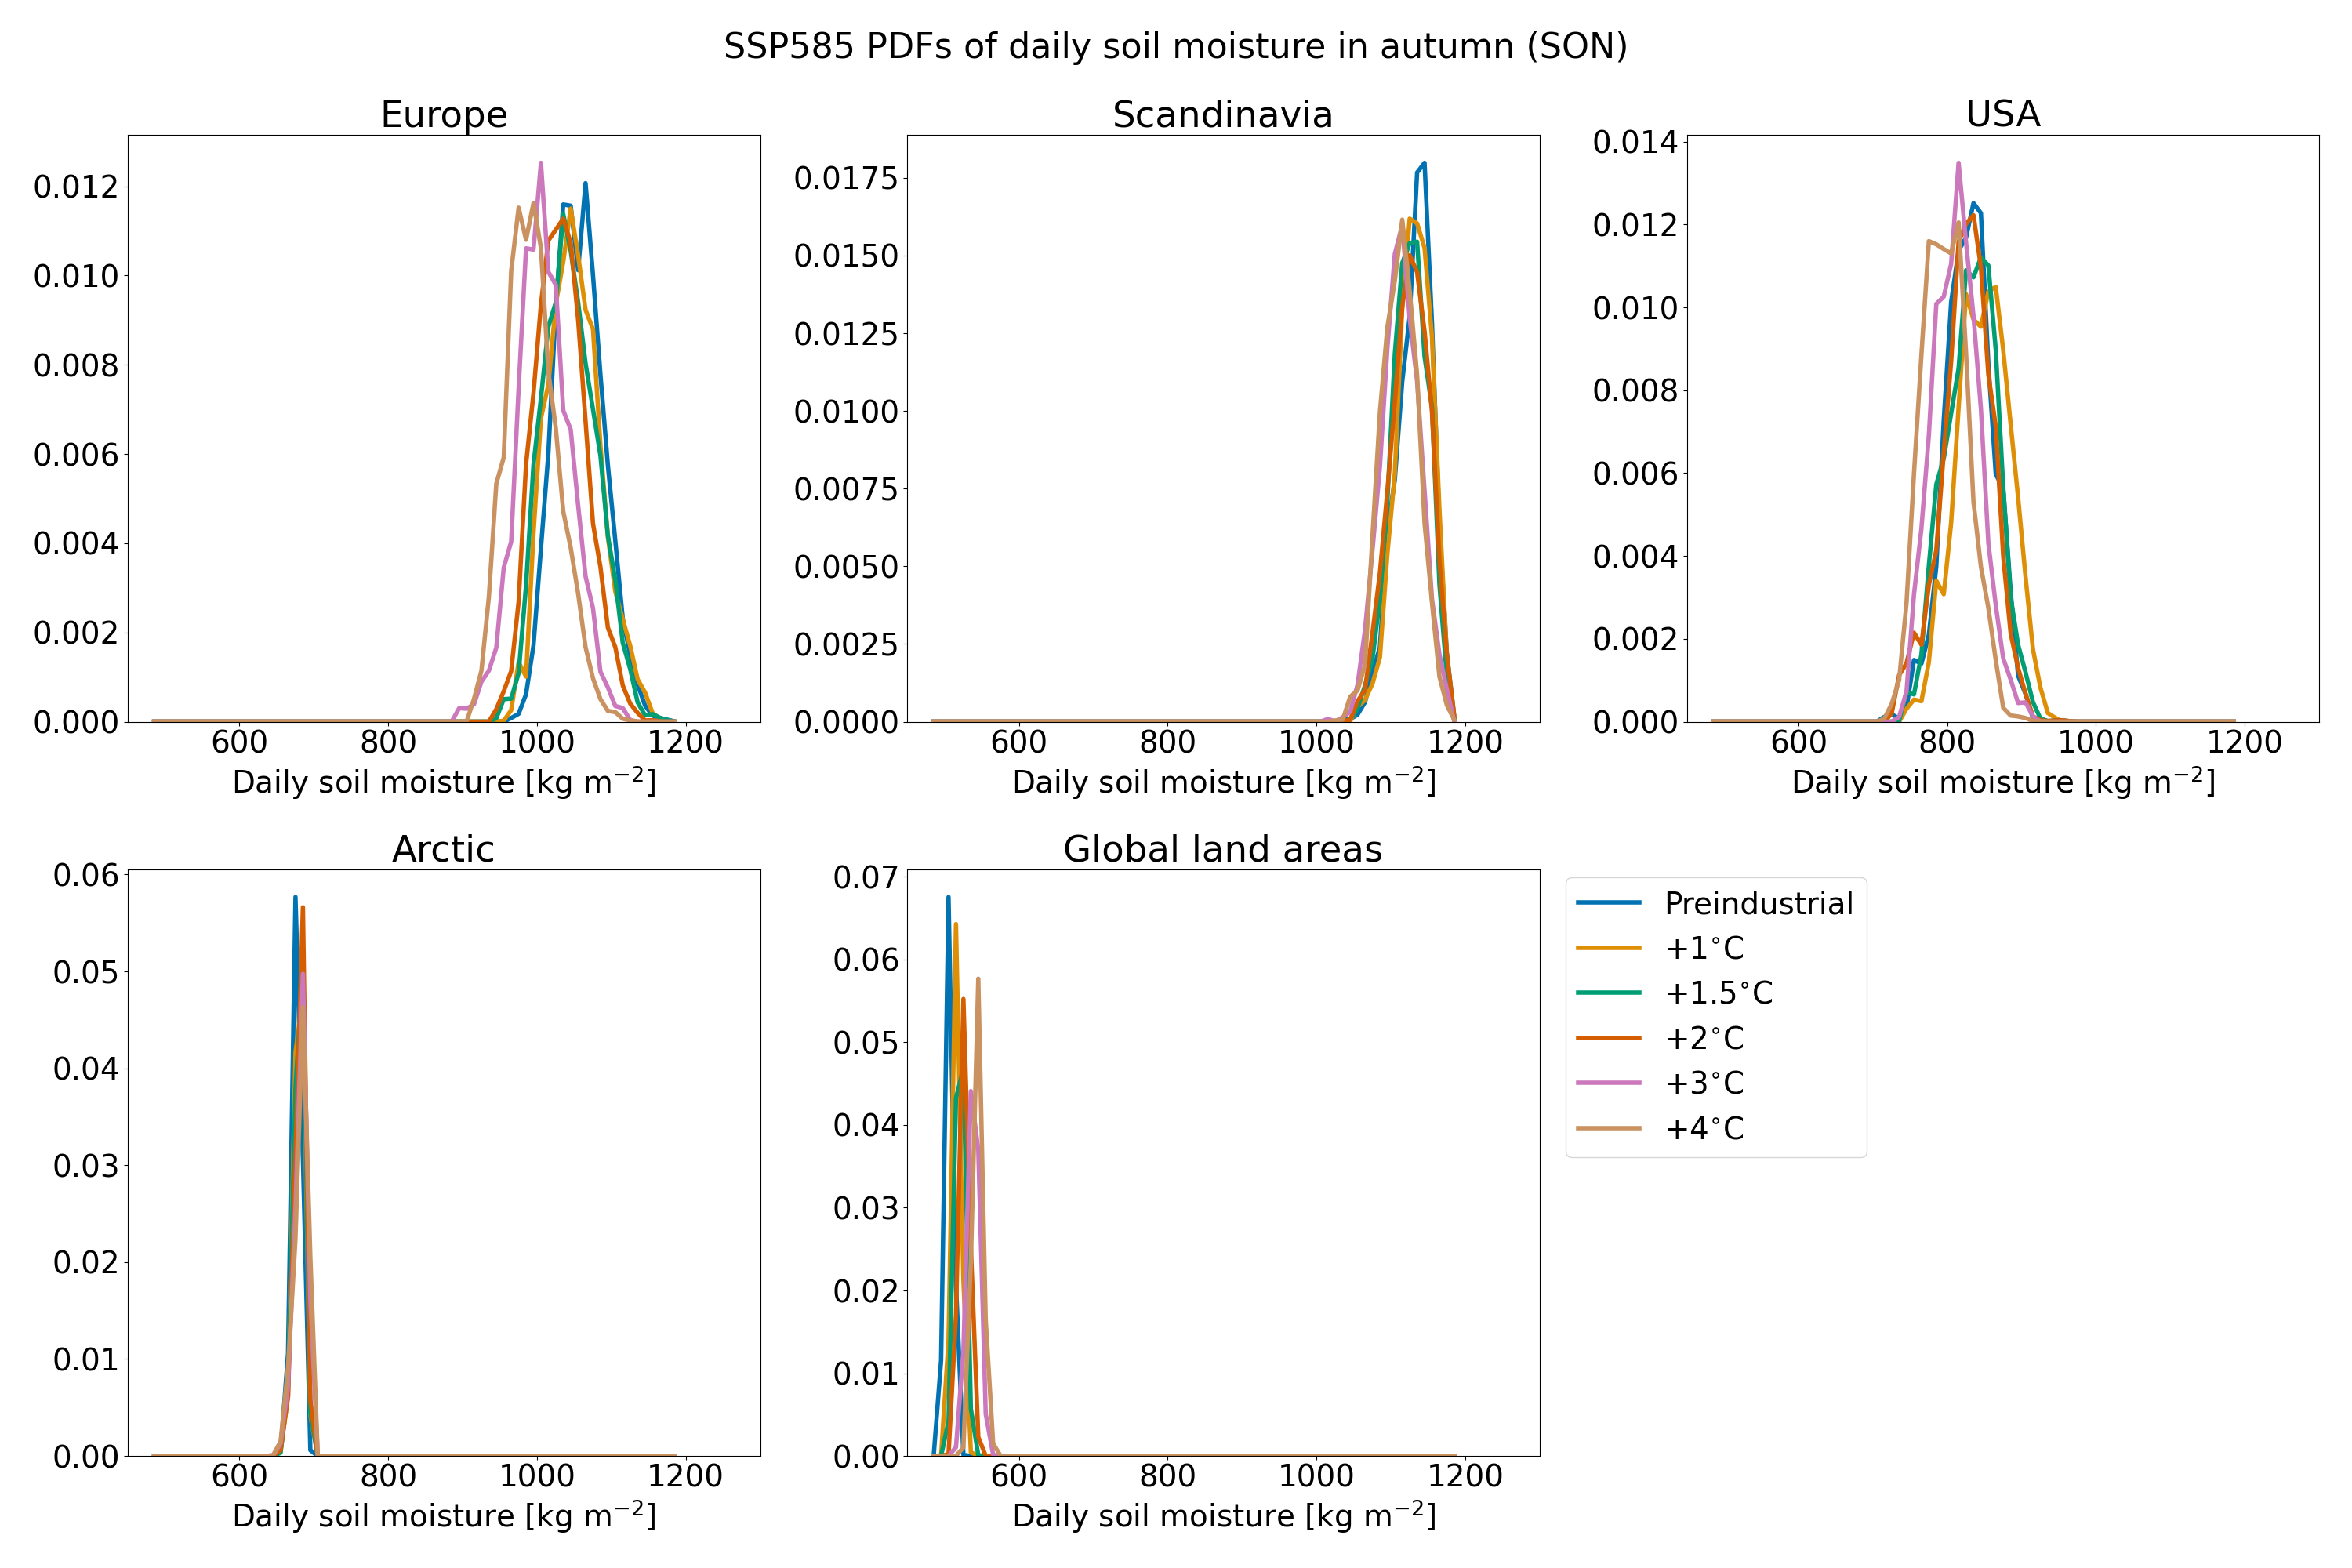 SSP585 PDFs of daily soil moisture in autumn (SON)
Europe
0.012
0.010
0.008
0.006
0.004
0.002
0.000
600 800 1000 1200
Daily soil moisture [kg m⁻²]
Scandinavia
0.0175
0.0150
0.0125
0.0100
0.0075
0.0050
0.0025
0.0000
600 800 1000 1200
Daily soil moisture [kg m⁻²]
USA
0.014
0.012
0.010
0.008
0.006
0.004
0.002
0.000
600 800 1000 1200
Daily soil moisture [kg m⁻²]
Arctic
0.06
0.05
0.04
0.03
0.02
0.01
0.00
600 800 1000 1200
Daily soil moisture [kg m⁻²]
Global land areas
0.07
0.06
0.05
0.04
0.03
0.02
0.01
0.00
600 800 1000 1200
Daily soil moisture [kg m⁻²]
Preindustrial
+1°C
+1.5°C
+2°C
+3°C
+4°C